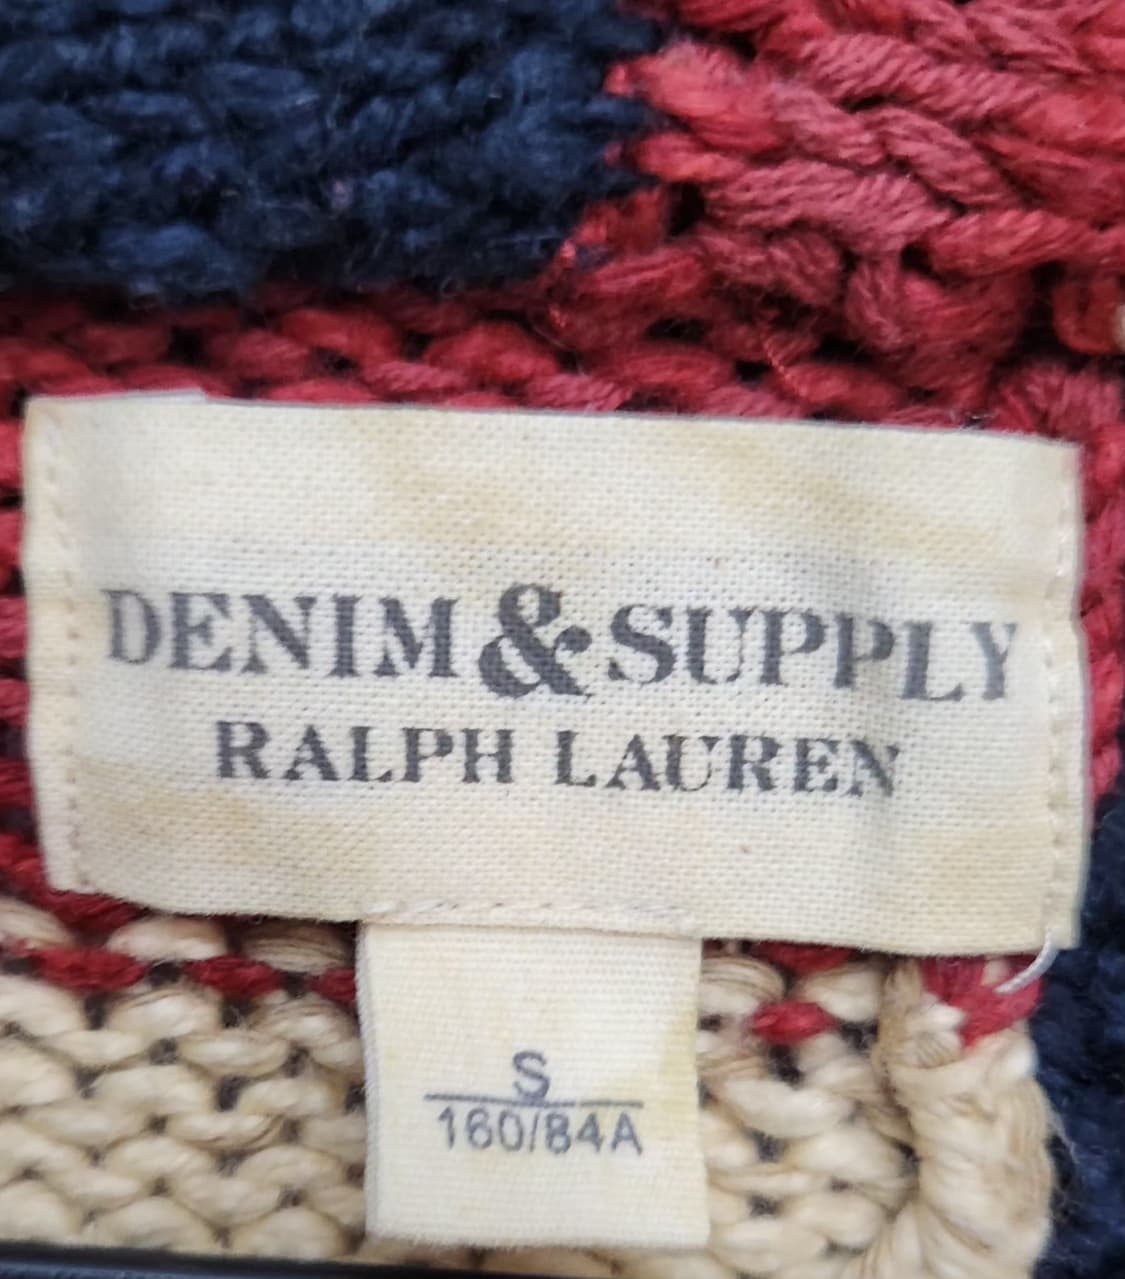 DENIM & SUPPLY
RALPH LAUREN
S
160/84A